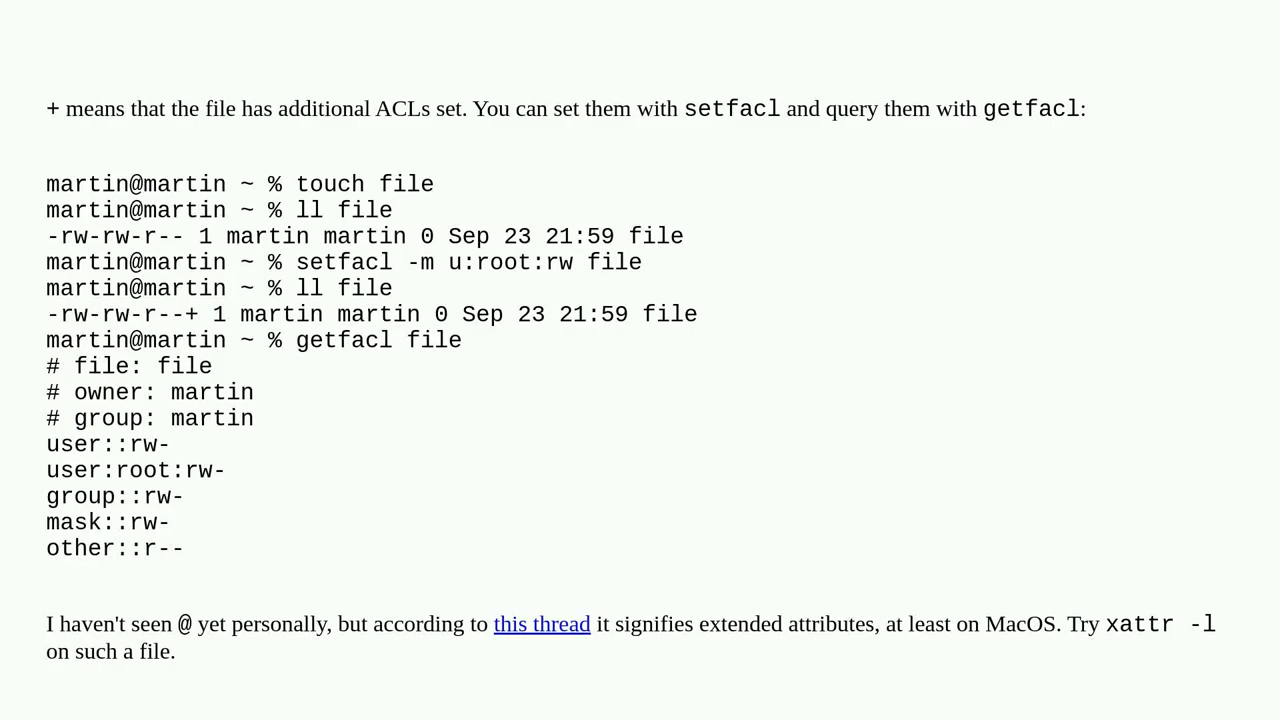 + means that the file has additional ACLs set. You can set them with setfacl and query them with getfacl:
martin@martin ~ % touch file
martin@martin ~ % ll file
-rw-rw-r-- 1 martin martin 0 Sep 23 21:59 file
martin@martin ~ % setfacl -m u:root:rw file
martin@martin ~ % ll file
-rw-rw-r--+ 1 martin martin 0 Sep 23 21:59 file
martin@martin ~ % getfacl file
# file: file
# owner: martin
# group: martin
user::rw-
user:root:rw-
group::rw-
mask::rw-
other::r--
I haven't seen @ yet personally, but according to this thread it signifies extended attributes, at least on MacOS. Try xattr -l
on such a file.